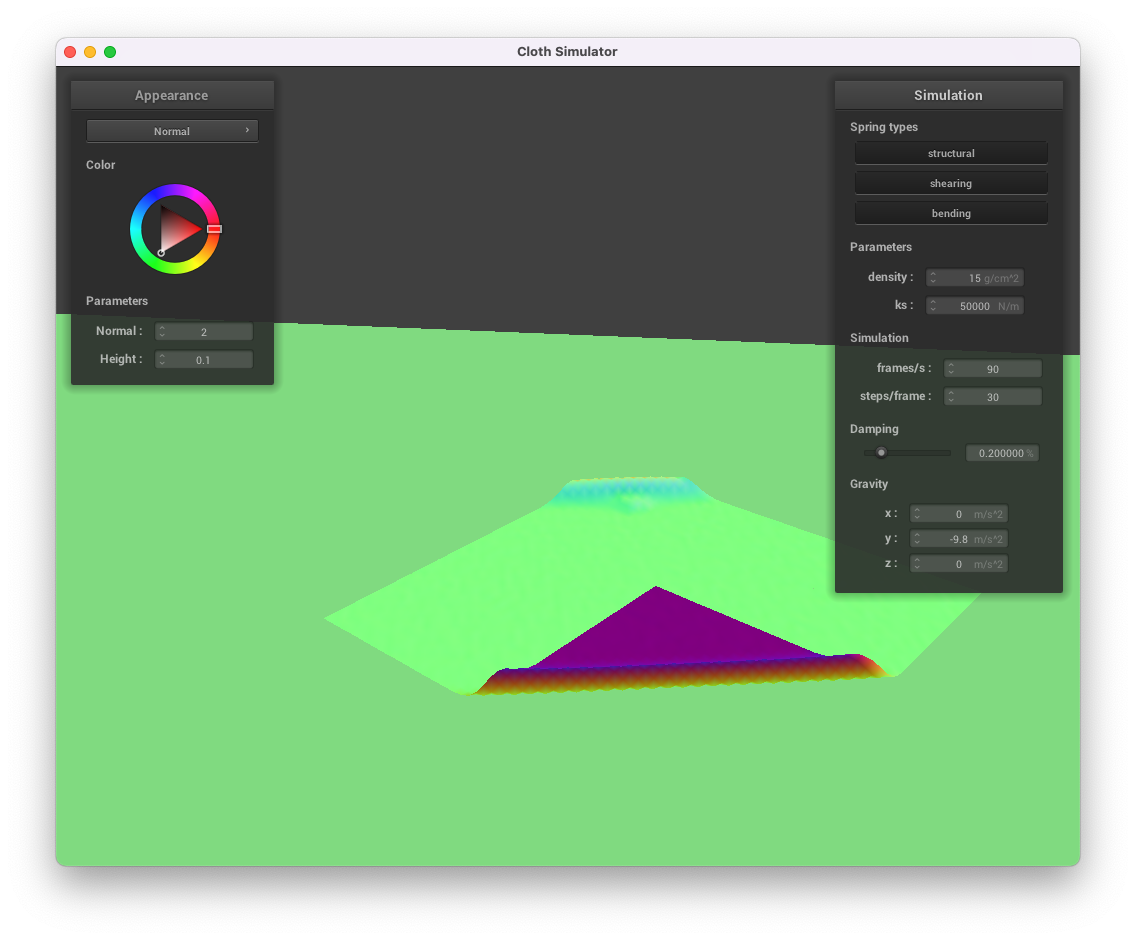 Cloth Simulator
Appearance
Normal
Color
Parameters
Normal : 2
Height : 0.1
Simulation
Spring types
structural
shearing
bending
Parameters
density : 15 g/cm^2
ks : 50000 N/m
Simulation
frames/s : 90
steps/frame : 30
Damping
0.200000 %
Gravity
x : 0 m/s^2
y : -9.8 m/s^2
z : 0 m/s^2